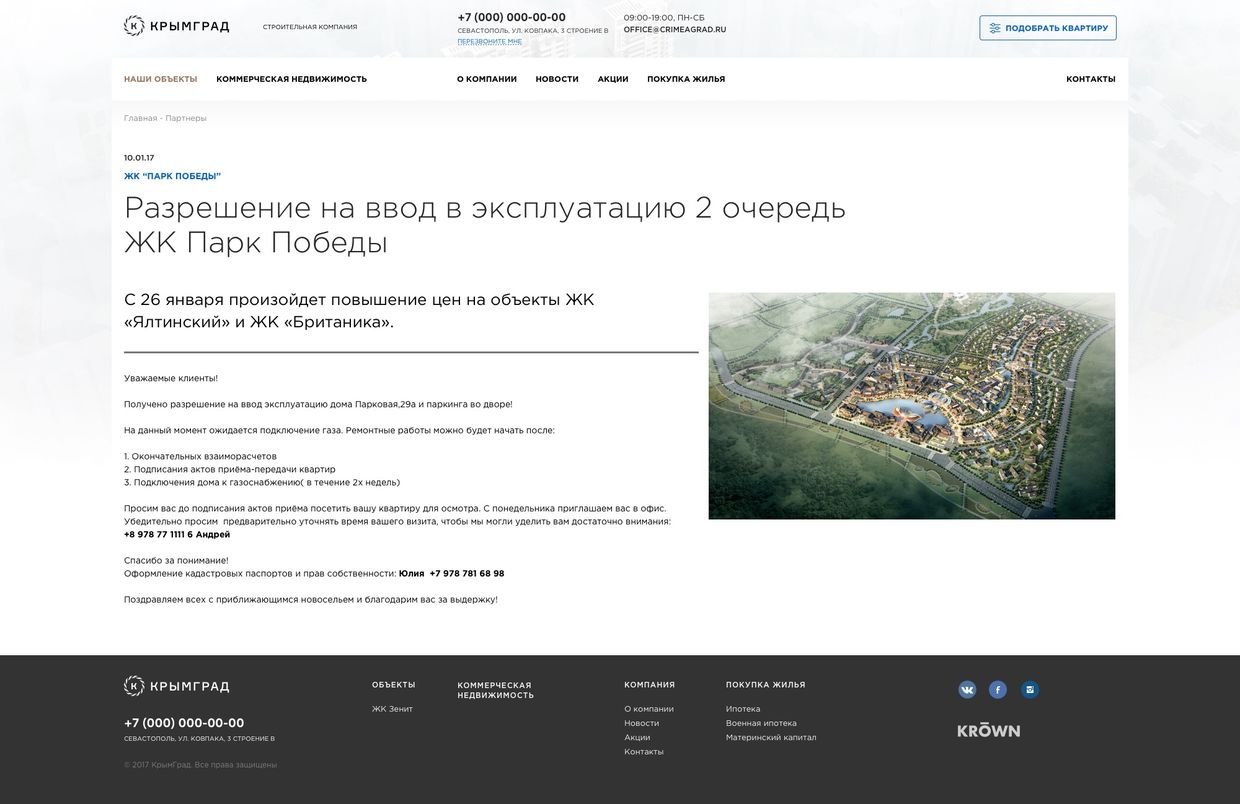 КРЫМГРАД
СТРОИТЕЛЬНАЯ КОМПАНИЯ
+7 (000) 000-00-00
СЕВАСТОПОЛЬ, УЛ. КОВПАКА, 3 СТРОЕНИЕ В
ПЕРЕЗВОНИТЕ МНЕ
09:00-19:00, ПН-СБ
OFFICE@CRIMEAGRAD.RU
ПОДОБРАТЬ КВАРТИРУ
НАШИ ОБЪЕКТЫ
КОММЕРЧЕСКАЯ НЕДВИЖИМОСТЬ
О КОМПАНИИ
НОВОСТИ
АКЦИИ
ПОКУПКА ЖИЛЬЯ
КОНТАКТЫ
Главная - Партнеры
10.01.17
ЖК “ПАРК ПОБЕДЫ”
Разрешение на ввод в эксплуатацию 2 очередь
ЖК Парк Победы
С 26 января произойдет повышение цен на объекты ЖК
«Ялтинский» и ЖК «Британика».
Уважаемые клиенты!
Получено разрешение на ввод эксплуатацию дома Парковая,29а и паркинга во дворе!
На данный момент ожидается подключение газа. Ремонтные работы можно будет начать после:
1. Окончательных взаиморасчетов
2. Подписания актов приёма-передачи квартир
3. Подключения дома к газоснабжению( в течение 2х недель)
Просим вас до подписания актов приёма посетить вашу квартиру для осмотра. С понедельника приглашаем вас в офис.
Убедительно просим предварительно уточнять время вашего визита, чтобы мы могли уделить вам достаточно внимания:
+8 978 77 1111 6 Андрей
Спасибо за понимание!
Оформление кадастровых паспортов и прав собственности: Юлия +7 978 781 68 98
Поздравляем всех с приближающимся новосельем и благодарим вас за выдержку!
КРЫМГРАД
+7 (000) 000-00-00
СЕВАСТОПОЛЬ, УЛ. КОВПАКА, 3 СТРОЕНИЕ В
© 2017 КрымГрад. Все права защищены
ОБЪЕКТЫ
ЖК Зенит
КОММЕРЧЕСКАЯ
НЕДВИЖИМОСТЬ
КОМПАНИЯ
О компании
Новости
Акции
Контакты
ПОКУПКА ЖИЛЬЯ
Ипотека
Военная ипотека
Материнский капитал
KRŌWN